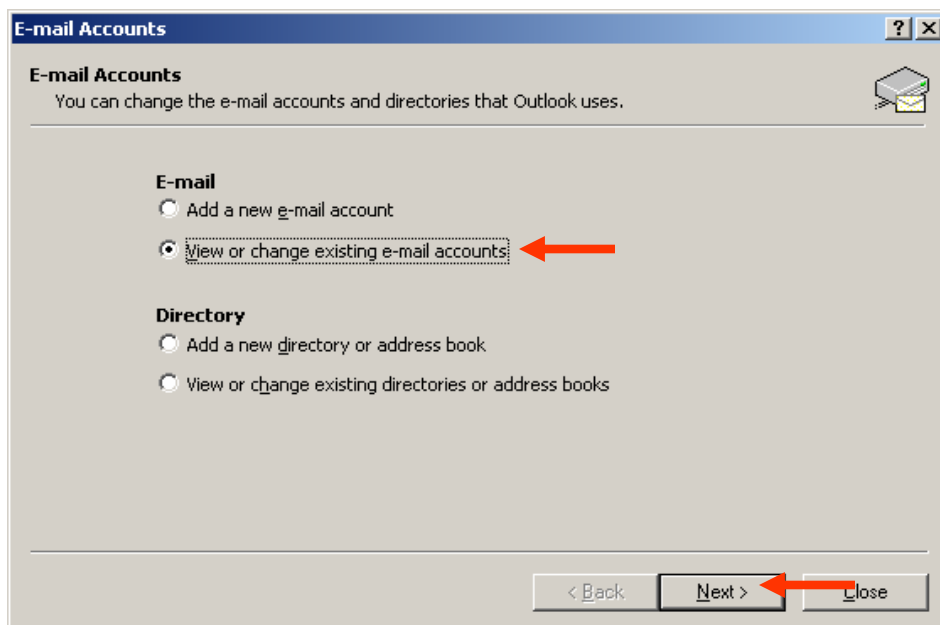 E-mail Accounts
E-mail Accounts
You can change the e-mail accounts and directories that Outlook uses.
E-mail
Add a new e-mail account
View or change existing e-mail accounts
Directory
Add a new directory or address book
View or change existing directories or address books
< Back Next > Close